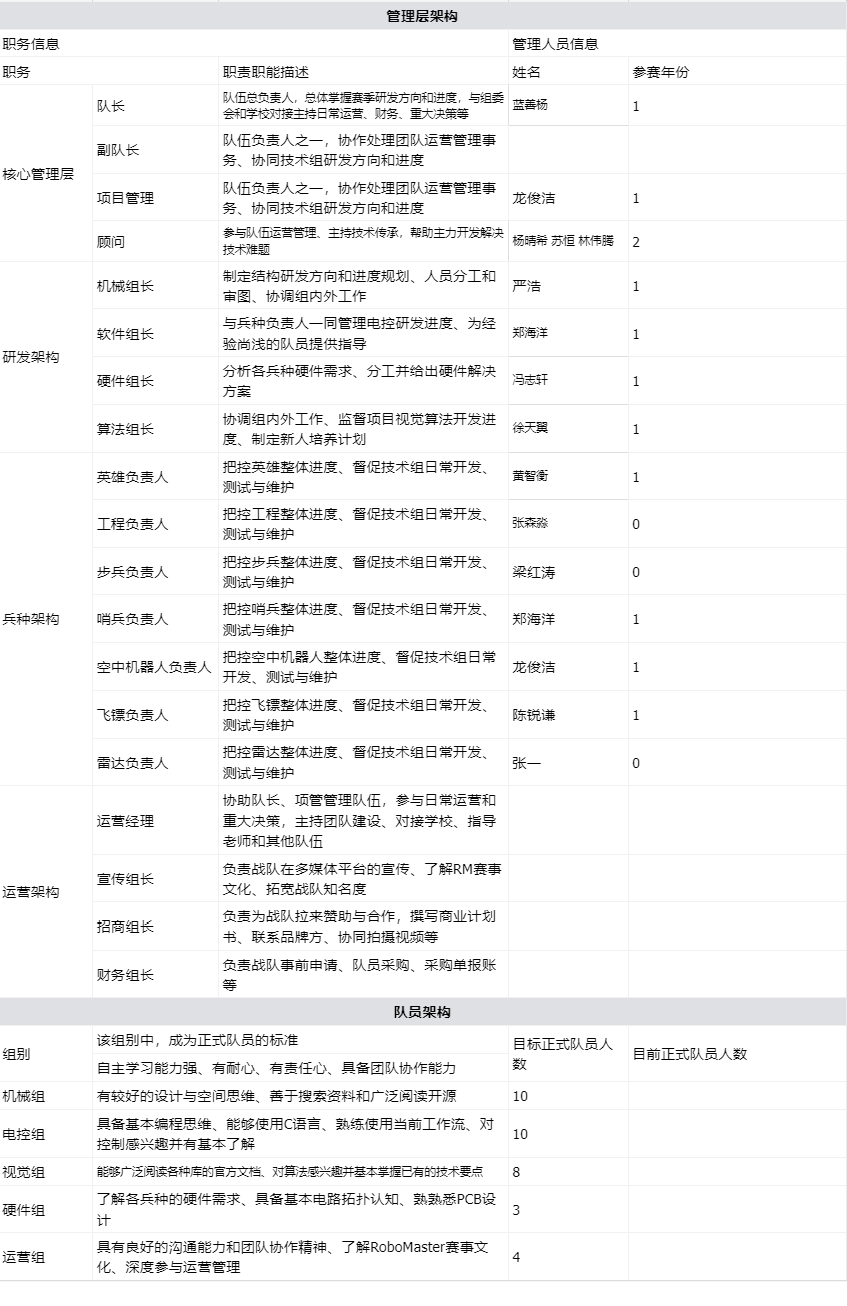 管理层架构
职务信息
管理人员信息
职务
职责职能描述
姓名
参赛年份
核心管理层
队长
队伍总负责人，总体掌握赛季研发方向和进度，与组委
会和学校对接主持日常运营、财务、重大决策等
蓝善杨
1
副队长
队伍负责人之一，协作处理团队运营管理事
务、协同技术组研发方向和进度
项目管理
队伍负责人之一，协作处理团队运营管理事
务、协同技术组研发方向和进度
龙俊洁
1
顾问
参与队伍运营管理、主持技术传承，帮助主力开发解决
技术难题
杨晴希 苏恒 林伟腾
2
研发架构
机械组长
制定结构研发方向和进度规划、人员分工和
审图、协调组内外工作
严浩
1
软件组长
与兵种负责人一同管理电控研发进度、为经
验尚浅的队员提供指导
郑海洋
1
硬件组长
分析各兵种硬件需求、分工并给出硬件解决
方案
冯志轩
1
算法组长
协调组内外工作、监督项目视觉算法开发进
度、制定新人培养计划
徐天翼
1
兵种架构
英雄负责人
把控英雄整体进度、督促技术组日常开发、
测试与维护
黄智衡
1
工程负责人
把控工程整体进度、督促技术组日常开发、
测试与维护
张森淼
0
步兵负责人
把控步兵整体进度、督促技术组日常开发、
测试与维护
梁红涛
0
哨兵负责人
把控哨兵整体进度、督促技术组日常开发、
测试与维护
郑海洋
1
空中机器人负责人
把控空中机器人整体进度、督促技术组日常
开发、测试与维护
龙俊洁
1
飞镖负责人
把控飞镖整体进度、督促技术组日常开发、
测试与维护
陈锐谦
1
雷达负责人
把控雷达整体进度、督促技术组日常开发、
测试与维护
张一
0
运营架构
运营经理
协助队长、项管管理队伍，参与日常运营和
重大决策，主持团队建设、对接学校、指导
老师和其他队伍
宣传组长
负责战队在多媒体平台的宣传、了解RM赛事
文化、拓宽战队知名度
招商组长
负责为战队拉来赞助与合作，撰写商业计划
书、联系品牌方、协同拍摄视频等
财务组长
负责战队事前申请、队员采购、采购单报账
等
队员架构
组别
该组别中，成为正式队员的标准
自主学习能力强、有耐心、有责任心、具备团队协作能力
目标正式队员人
数
目前正式队员人数
机械组
有较好的设计与空间思维、善于搜索资料和广泛阅读开源
10
电控组
具备基本编程思维、能够使用C语言、熟练使用当前工作流、对
控制感兴趣并有基本了解
10
视觉组
能够广泛阅读各种库的官方文档、对算法感兴趣并基本掌握已有的技术要点
8
硬件组
了解各兵种的硬件需求、具备基本电路拓扑认知、熟熟悉PCB设
计
3
运营组
具有良好的沟通能力和团队协作精神、了解RoboMaster赛事文
化、深度参与运营管理
4